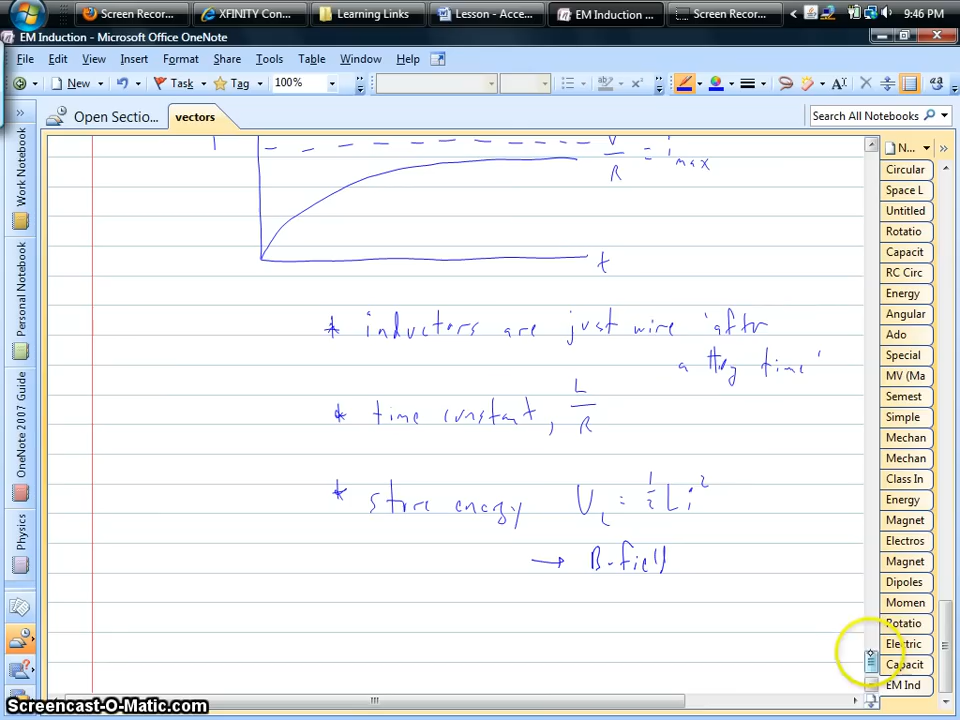 Screen Recor...
XFINITY Con...
Learning Links
Lesson - Acce...
EM Induction ...
Screen Recor...
9:46 PM
EM Induction - Microsoft Office OneNote
File Edit View Insert Format Share Tools Table Window Help
New Task Tag 100%
Open Sectio... vectors
Search All Notebooks
V/R = i max
t
* inductors are just wire "after
a time"
* time constant, L/R
* store energy U_L = 1/2 Li²
→ B-field
Work Notebook
Personal Notebook
OneNote 2007 Guide
Physics
N...
Circular
Space L
Untitled
Rotatio
Capacit
RC Circ
Energy
Angular
Ado
Special
MV (Ma
Semest
Simple
Mechan
Mechan
Class In
Energy
Magnet
Electros
Magnet
Dipoles
Momen
Rotatio
Electric
Capacit
EM Ind
Screencast-O-Matic.com